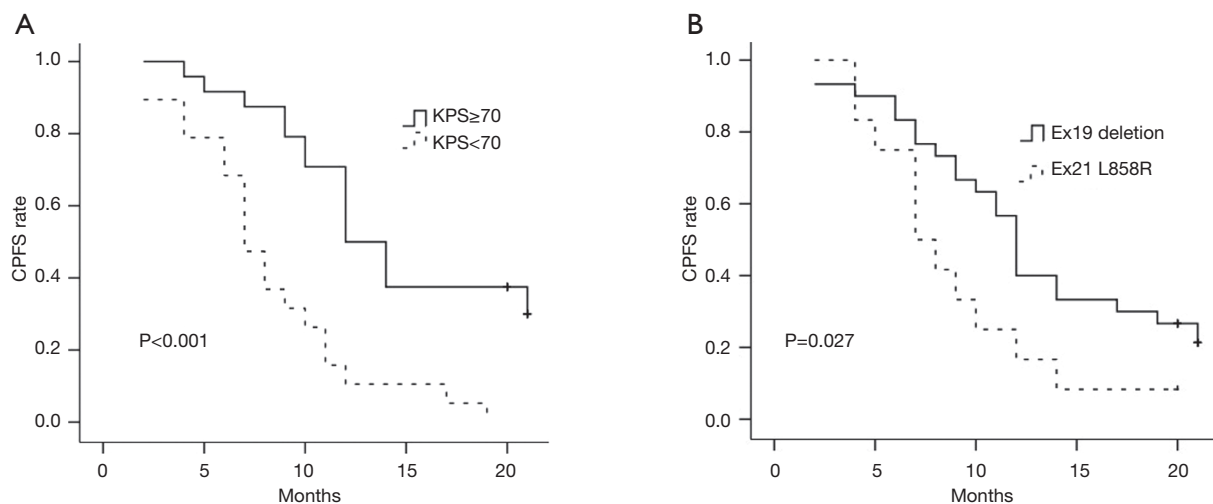 A
1.0
0.8
0.6
0.4
0.2
0.0
CPFS rate
KPS≥70
KPS<70
P<0.001
0 5 10 15 20
Months
B
1.0
0.8
0.6
0.4
0.2
0.0
CPFS rate
Ex19 deletion
Ex21 L858R
P=0.027
0 5 10 15 20
Months